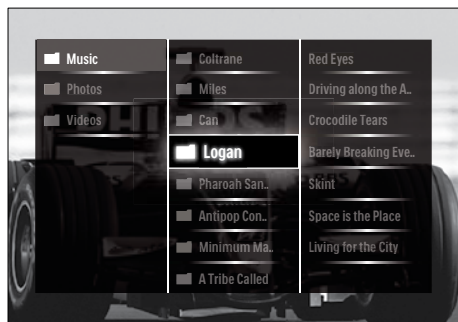 Music
Photos
Videos
Coltrane
Miles
Can
Logan
Pharoah San..
Antipop Con..
Minimum Ma..
A Tribe Called
Red Eyes
Driving along the A..
Crocodile Tears
Barely Breaking Eve..
Skint
Space is the Place
Living for the City
PHILIPS